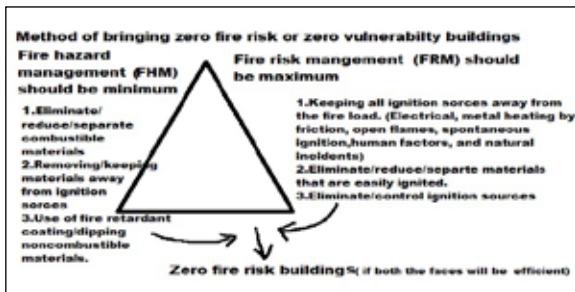 Method of bringing zero fire risk or zero vulnerabilty buildings
Fire hazard
management (FHM)
should be minimum
1.Eliminate/
reduce/separate
combustible
materials
2.Removing/keeping
materials away
from ignition
sorces
3.Use of fire retardant
coating/dipping
noncombustible
materials.
Fire risk mangement (FRM) should
be maximum
1.Keeping all ignition sorces away from
the fire load. (Electrical, metal heating by
friction, open flames, spontaneous
ignition,human factors, and natural
incidents)
2.Eliminate/reduce/separte materials
that are easily ignited.
3.Eliminate/control ignition sources
Zero fire risk buildings( if both the faces will be efficient)